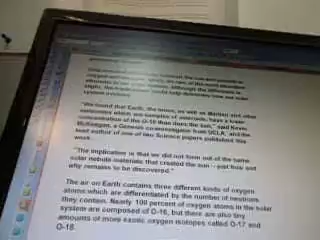 "We found that Earth, the moon, as well as Martian and other
meteorites which are samples of asteroids, have a lower
concentration of the O-16 than does the sun," said Kevin
McKeegan, a Genesis co-investigator from UCLA, and the
lead author of one of two Science papers published this
week.
"The implication is that we did not form out of the same
solar nebula materials that created the sun -- just how and
why remains to be discovered."
The air on Earth contains three different kinds of oxygen
atoms which are differentiated by the number of neutrons
they contain. Nearly 100 percent of oxygen atoms in the solar
system are composed of O-16, but there are also tiny
amounts of more exotic oxygen isotopes called O-17 and
O-18.